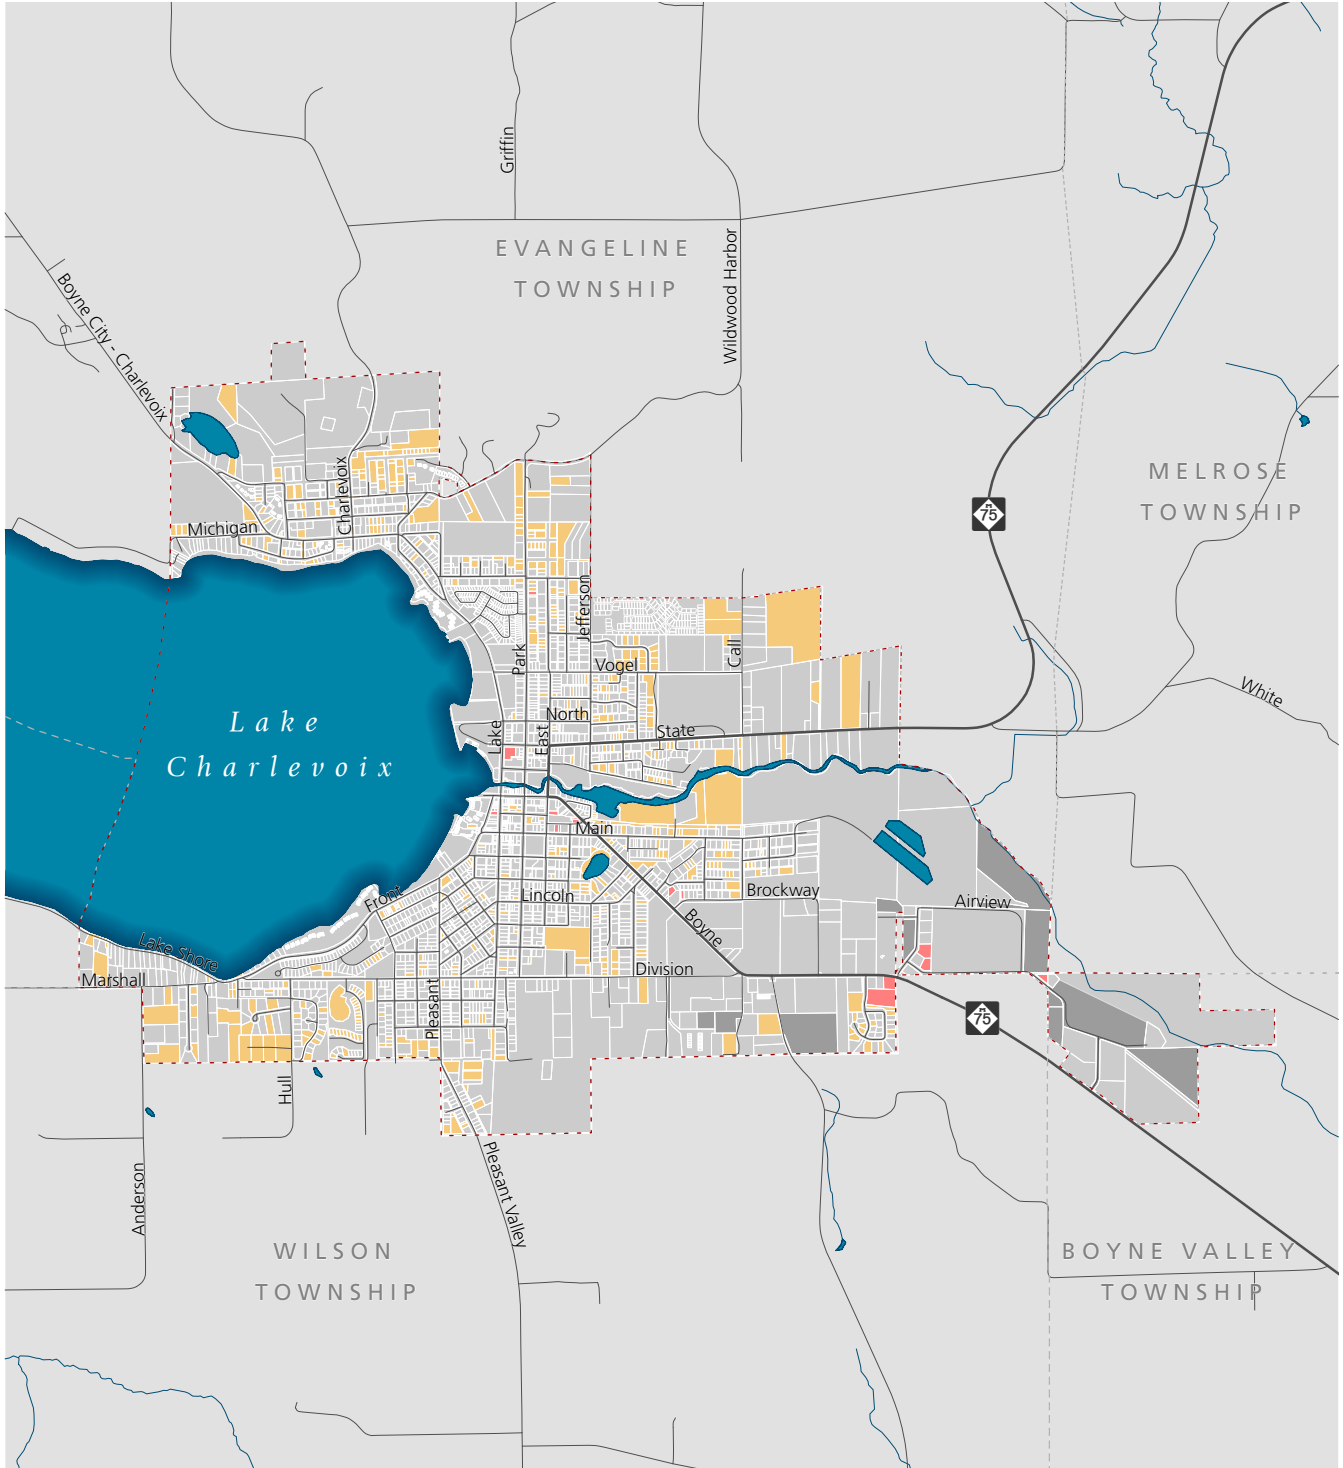 Griffin
EVANGELINE
TOWNSHIP
Wildwood Harbor
Boyne City - Charlevoix
MELROSE
TOWNSHIP
M
75
Charlevoix
Michigan
Jefferson
Park
Vogel
Call
White
Lake
Charlevoix
North
Lake
East
State
Main
Brockway
Lincoln
Front
Airview
Boyne
Lake Shore
Marshall
Division
Pleasant
M
75
Hull
Anderson
Pleasant Valley
WILSON
TOWNSHIP
BOYNE VALLEY
TOWNSHIP